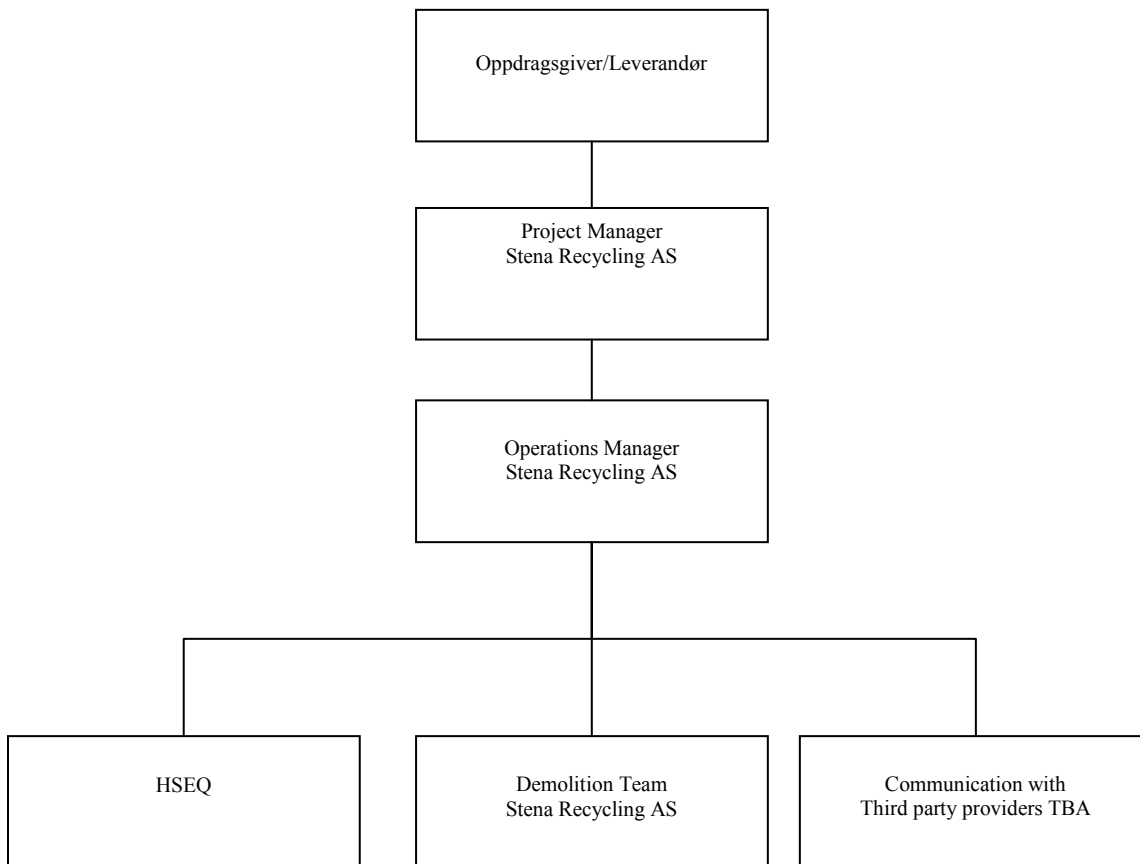 Oppdragsgiver/Leverandør
Project Manager
Stena Recycling AS
Operations Manager
Stena Recycling AS
HSEQ
Demolition Team
Stena Recycling AS
Communication with
Third party providers TBA